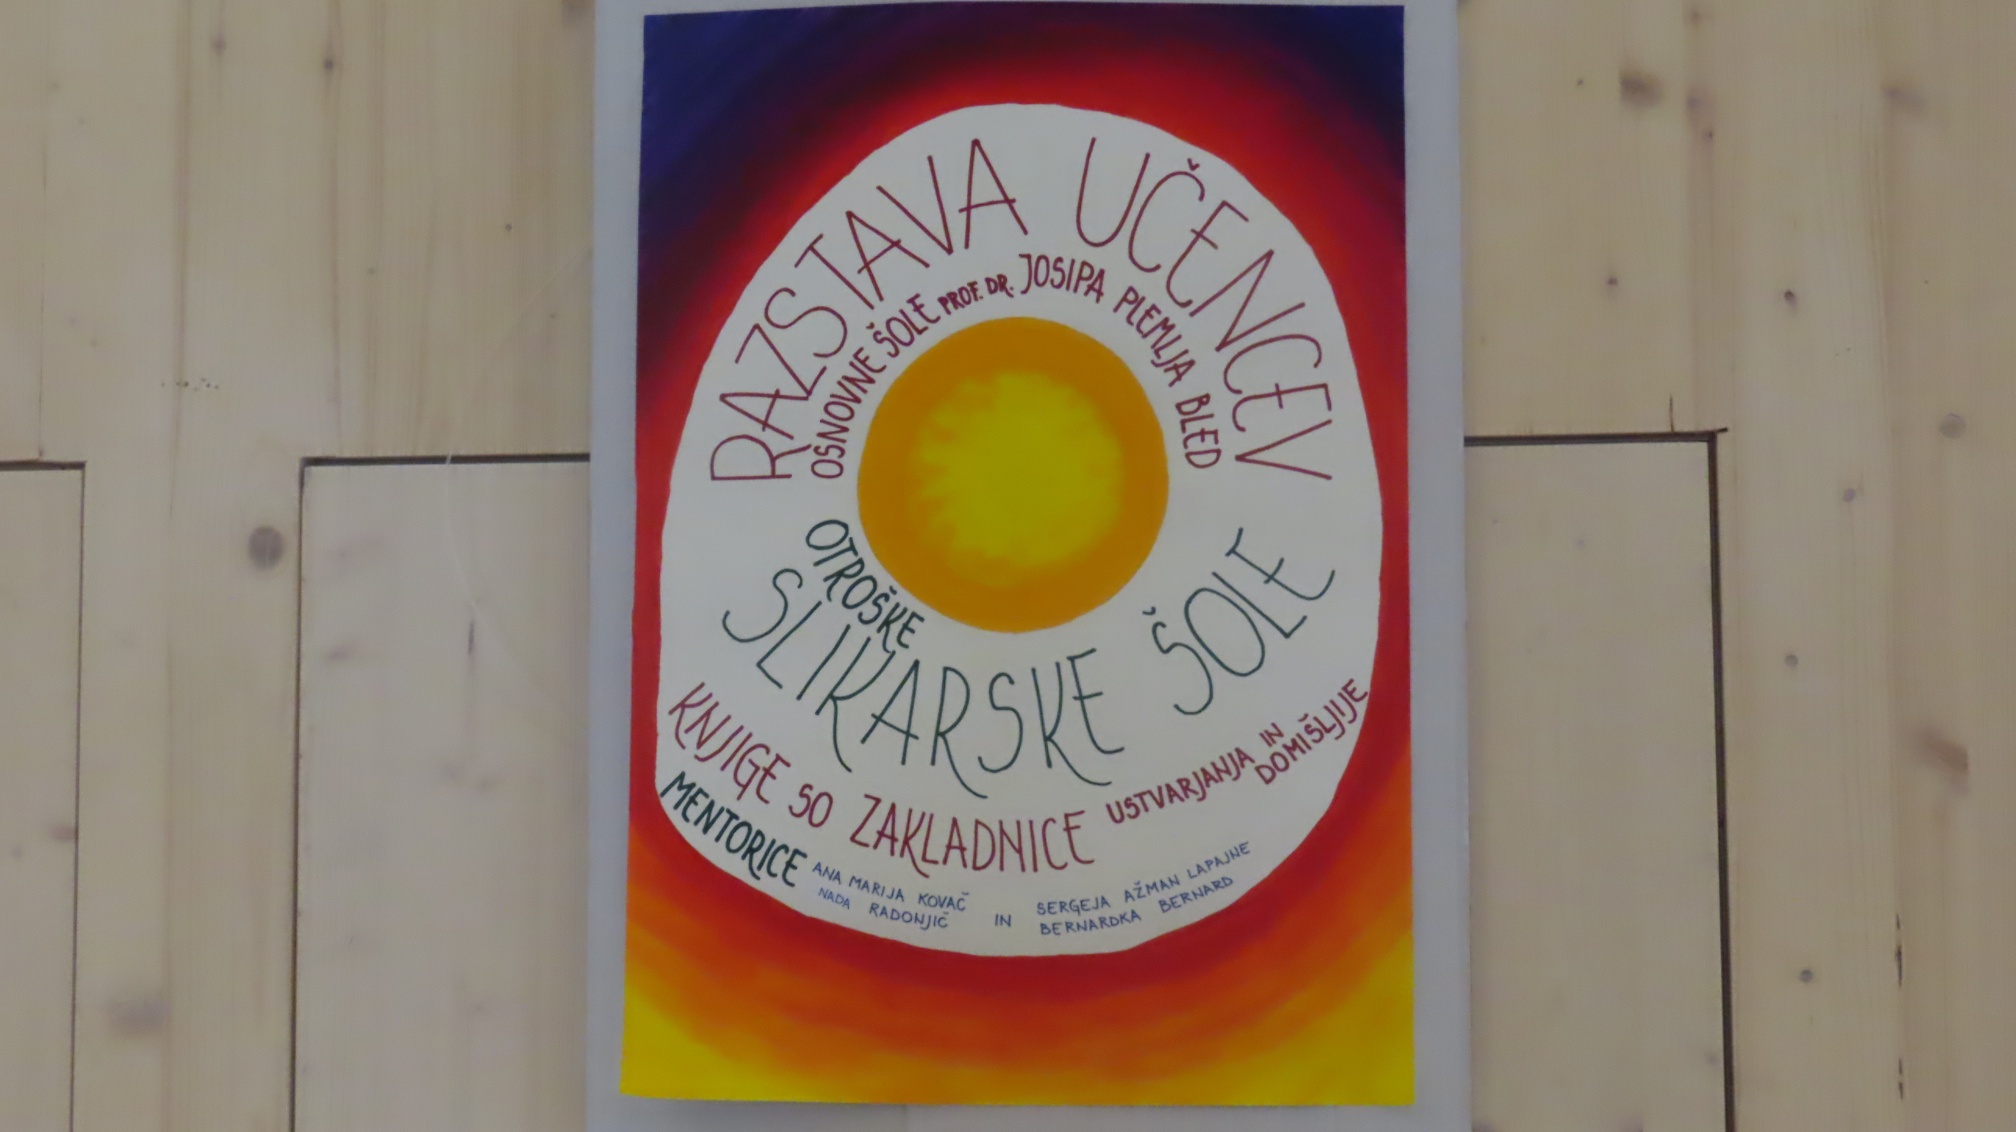 RAZSTAVA UČENCEV
OSNOVNE ŠOLE PROF. DR. JOSIPA PLEMLJA BLED
OTROŠKE
SLIKARSKE ŠOLE
KNJIGE SO ZAKLADNICE USTVARJANJA IN
DOMIŠLJIJE
MENTORICE
ANA MARIJA KOVAČ
NADA RADONJIČ IN
SERGEJA AŽMAN LAPAJNE
BERNARDKA BERNARD